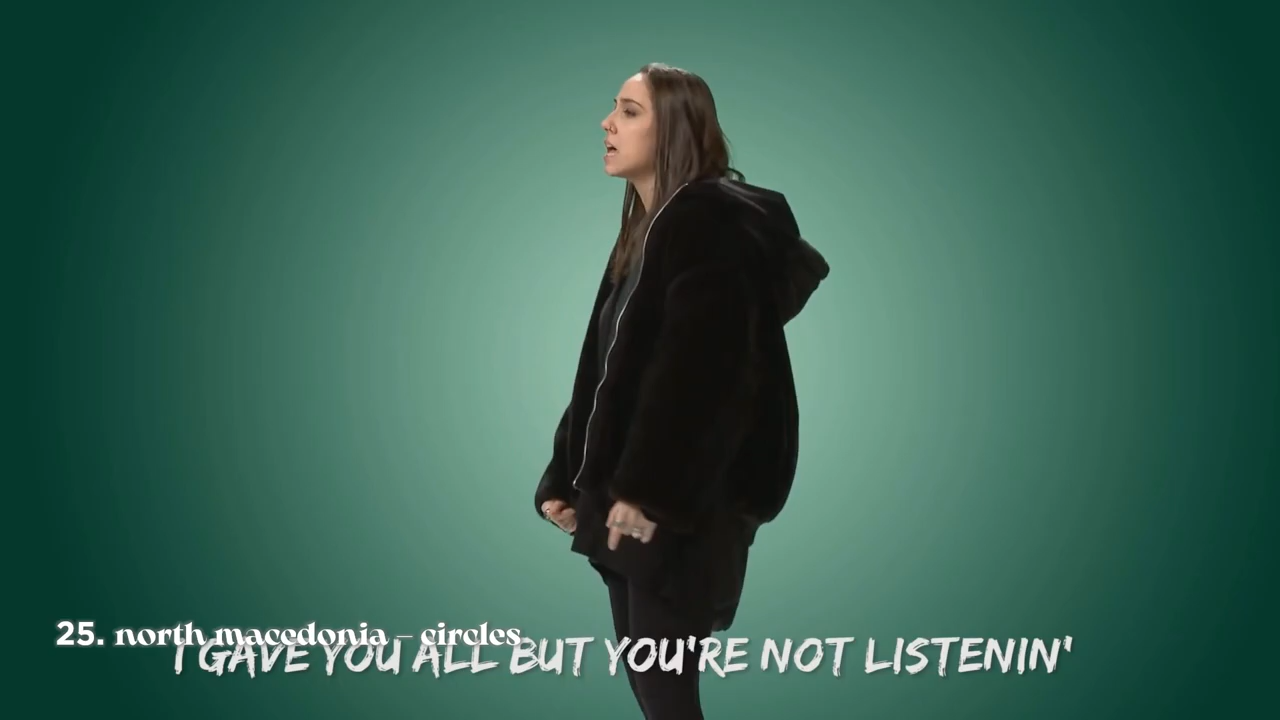 25. north macedonia – circles
I GAVE YOU ALL BUT YOU'RE NOT LISTENIN'